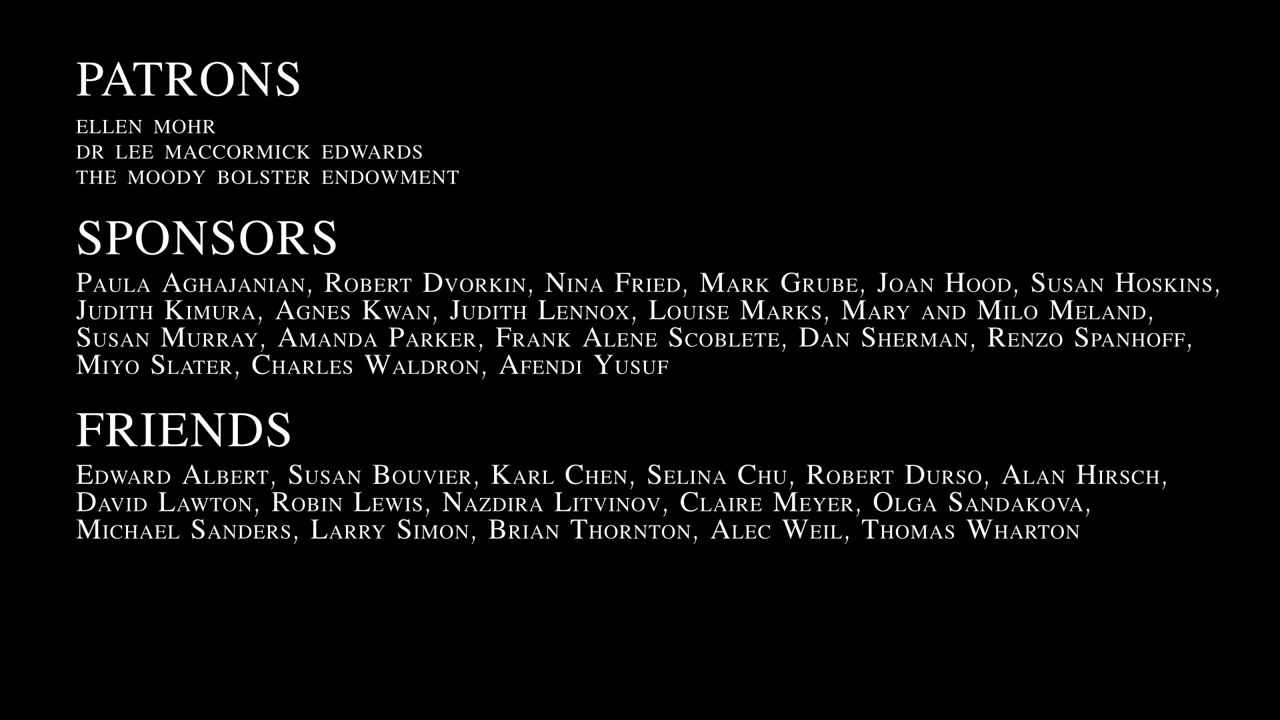 PATRONS
ELLEN MOHR
DR LEE MACCORMICK EDWARDS
THE MOODY BOLSTER ENDOWMENT
SPONSORS
Paula Aghajanian, Robert Dvorkin, Nina Fried, Mark Grube, Joan Hood, Susan Hoskins,
Judith Kimura, Agnes Kwan, Judith Lennox, Louise Marks, Mary and Milo Meland,
Susan Murray, Amanda Parker, Frank Alene Scoblete, Dan Sherman, Renzo Spanhoff,
Miyo Slater, Charles Waldron, Afendi Yusuf
FRIENDS
Edward Albert, Susan Bouvier, Karl Chen, Selina Chu, Robert Durso, Alan Hirsch,
David Lawton, Robin Lewis, Nazdira Litvinov, Claire Meyer, Olga Sandakova,
Michael Sanders, Larry Simon, Brian Thornton, Alec Weil, Thomas Wharton